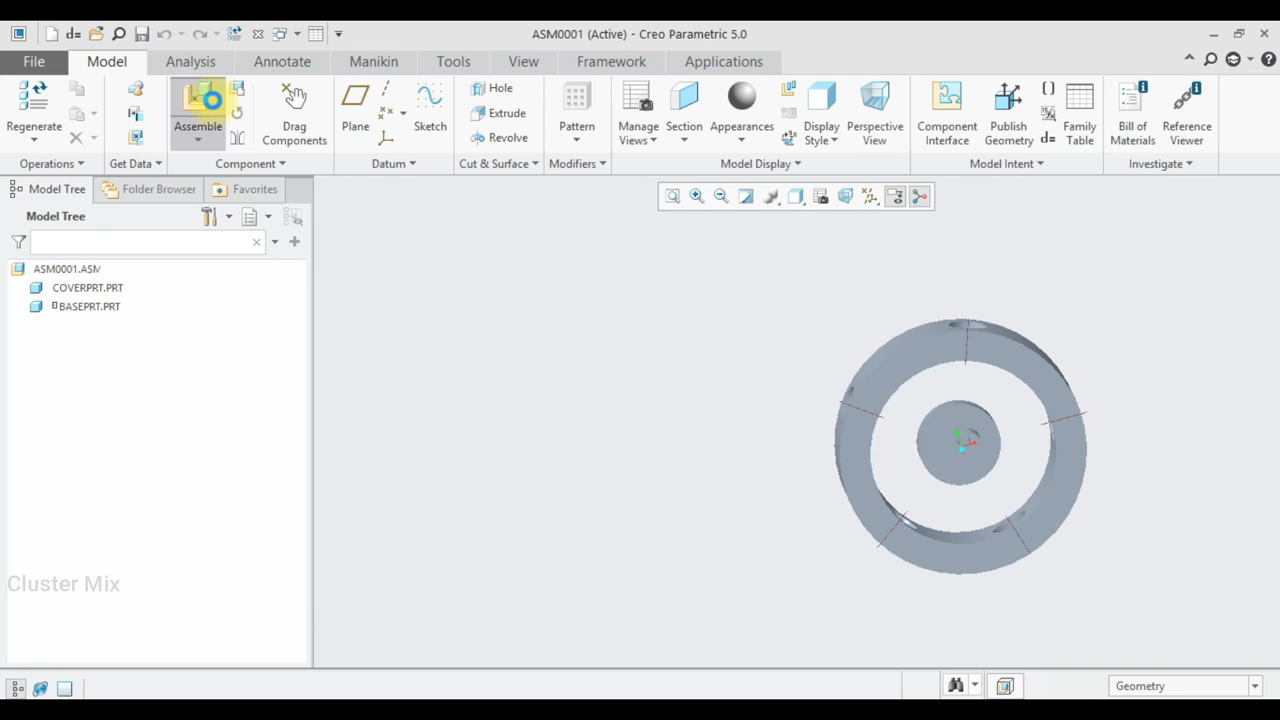 d=
ASM0001 (Active) - Creo Parametric 5.0
File Model Analysis Annotate Manikin Tools View Framework Applications
Regenerate
Assemble
Drag
Components
Plane
Sketch
Hole
Extrude
Revolve
Pattern
Manage
Views
Section
Appearances
Display
Style
Perspective
View
Component
Interface
Publish
Geometry
d=
Family
Table
Bill of
Materials
Reference
Viewer
Operations Get Data Component Datum Cut & Surface Modifiers Model Display Model Intent Investigate
Model Tree Folder Browser Favorites
Model Tree
ASM0001.ASM
COVERPRT.PRT
BASEPRT.PRT
Cluster Mix
Geometry